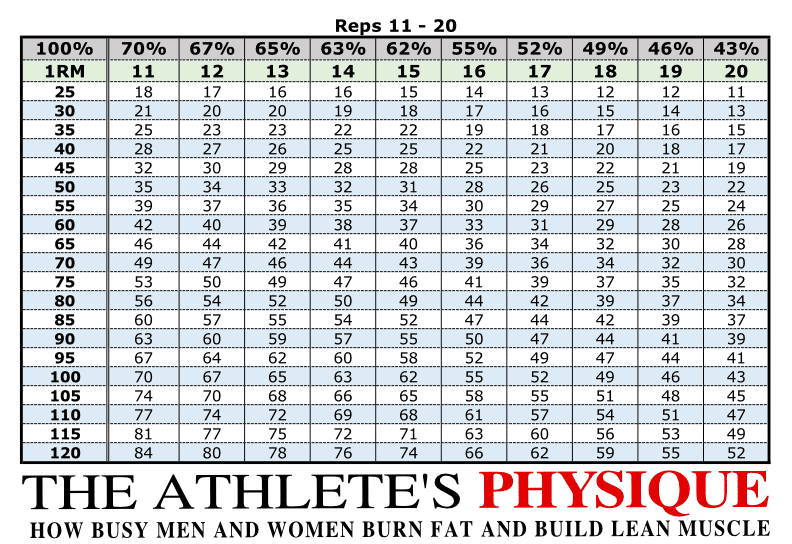 Reps 11 - 20
100% 70% 67% 65% 63% 62% 55% 52% 49% 46% 43%
1RM 11 12 13 14 15 16 17 18 19 20
25 18 17 16 16 15 14 13 12 12 11
30 21 20 20 19 18 17 16 15 14 13
35 25 23 23 22 22 19 18 17 16 15
40 28 27 26 25 25 22 21 20 18 17
45 32 30 29 28 28 25 23 22 21 19
50 35 34 33 32 31 28 26 25 23 22
55 39 37 36 35 34 30 29 27 25 24
60 42 40 39 38 37 33 31 29 28 26
65 46 44 42 41 40 36 34 32 30 28
70 49 47 46 44 43 39 36 34 32 30
75 53 50 49 47 46 41 39 37 35 32
80 56 54 52 50 49 44 42 39 37 34
85 60 57 55 54 52 47 44 42 39 37
90 63 60 59 57 55 50 47 44 41 39
95 67 64 62 60 58 52 49 47 44 41
100 70 67 65 63 62 55 52 49 46 43
105 74 70 68 66 65 58 55 51 48 45
110 77 74 72 69 68 61 57 54 51 47
115 81 77 75 72 71 63 60 56 53 49
120 84 80 78 76 74 66 62 59 55 52
THE ATHLETE'S PHYSIQUE
HOW BUSY MEN AND WOMEN BURN FAT AND BUILD LEAN MUSCLE